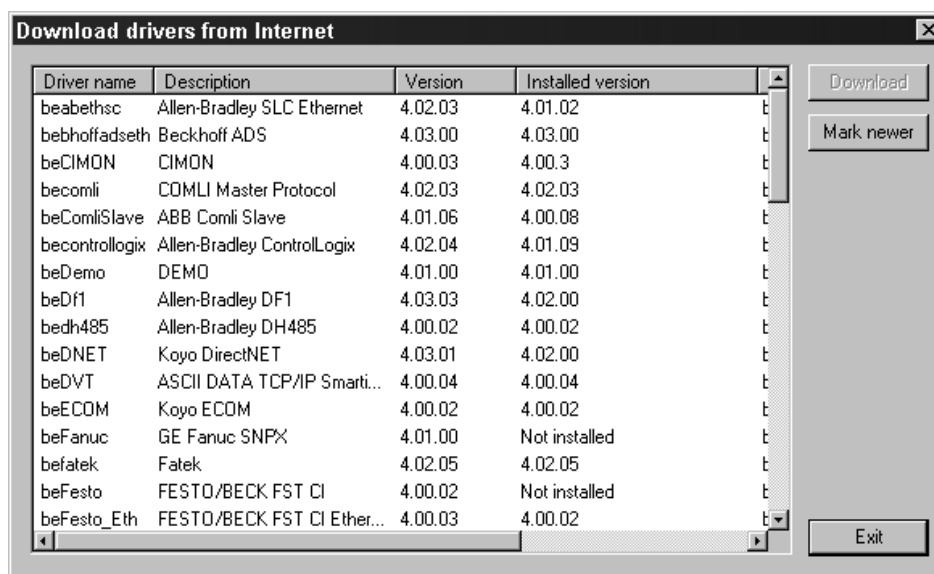 Download drivers from Internet
Driver name Description Version Installed version
beabethsc Allen-Bradley SLC Ethernet 4.02.03 4.01.02
bebhoffadseth Beckhoff ADS 4.03.00 4.03.00
beCIMON CIMON 4.00.03 4.00.3
becomli COMLI Master Protocol 4.02.03 4.02.03
beComliSlave ABB Comli Slave 4.01.06 4.00.08
becontrollogix Allen-Bradley ControlLogix 4.02.04 4.01.09
beDemo DEMO 4.01.00 4.01.00
beDf1 Allen-Bradley DF1 4.03.03 4.02.00
bedh485 Allen-Bradley DH485 4.00.02 4.00.02
beDNET Koyo DirectNET 4.03.01 4.02.00
beDVT ASCII DATA TCP/IP Smarti... 4.00.04 4.00.04
beECOM Koyo ECOM 4.00.02 4.00.02
beFanuc GE Fanuc SNPX 4.01.00 Not installed
befatek Fatek 4.02.05 4.02.05
beFesto FESTO/BECK FST CI 4.00.02 Not installed
beFesto_Eth FESTO/BECK FST CI Ether... 4.00.03 4.00.02
Download
Mark newer
Exit